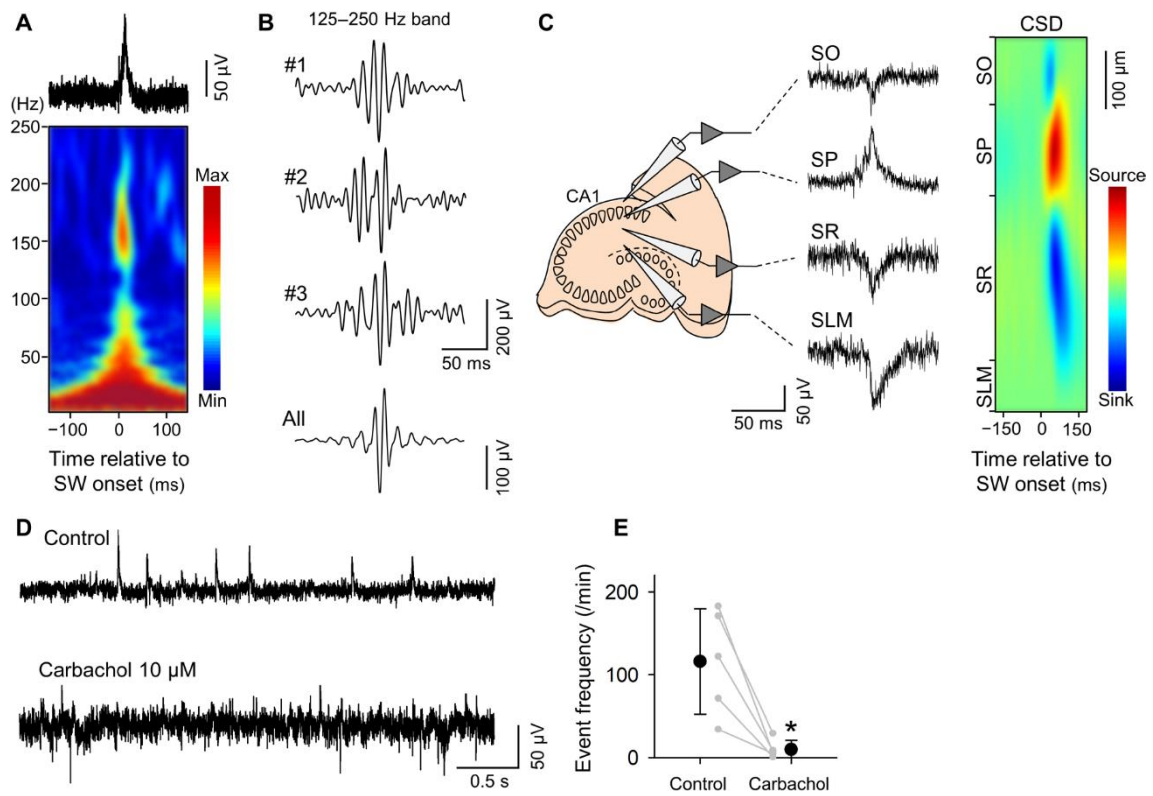 A
50 µV
(Hz)
250
200
150
100
50
Max
Min
−100 0 100
Time relative to
SW onset (ms)
B
125–250 Hz band
#1
#2
#3
200 µV
50 ms
All
100 µV
C
CA1
SO
SP
SR
SLM
50 µV
50 ms
CSD
SO
SP
SR
SLM
100 µm
Source
Sink
−150 0 150
Time relative to
SW onset (ms)
D
Control
Carbachol 10 µM
50 µV
0.5 s
E
Event frequency (/min)
200
100
0
*
Control Carbachol